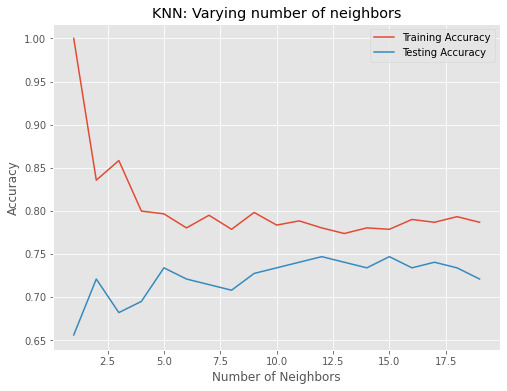 KNN: Varying number of neighbors
Training Accuracy
Testing Accuracy
Accuracy
1.00
0.95
0.90
0.85
0.80
0.75
0.70
0.65
2.5 5.0 7.5 10.0 12.5 15.0 17.5
Number of Neighbors